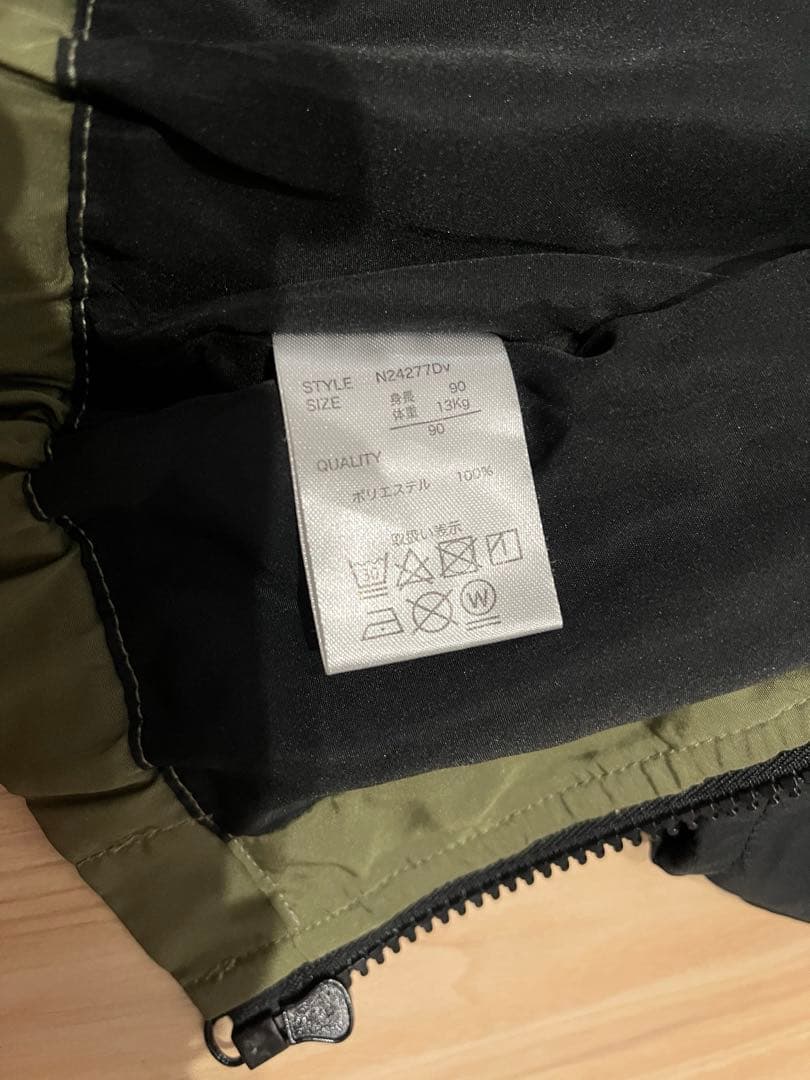 STYLE N24277DV
SIZE 身長 90
体重 13Kg
90
QUALITY
ポリエステル 100%
取扱い表示
30
W